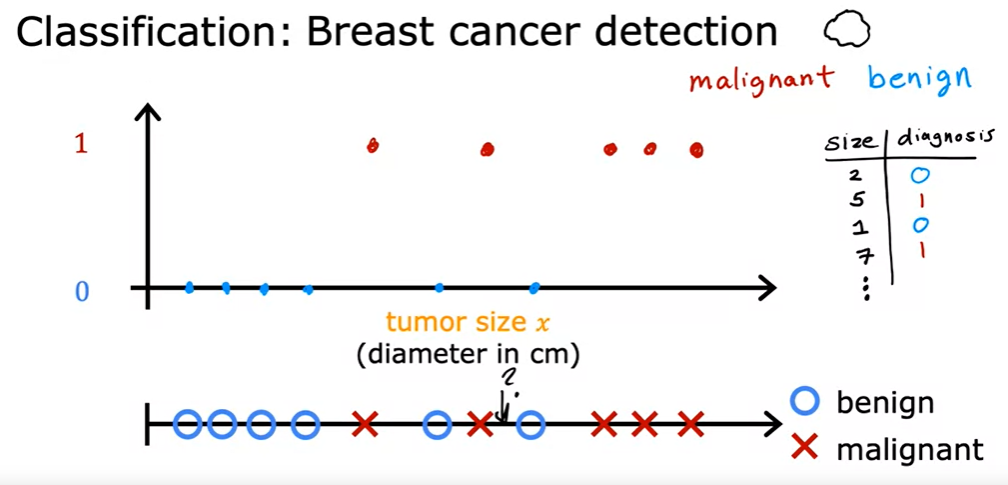 Classification: Breast cancer detection
malignant benign
1
size diagnosis
2 0
5 1
1 0
7 1
⋮
0
tumor size x
(diameter in cm)
?
benign
malignant